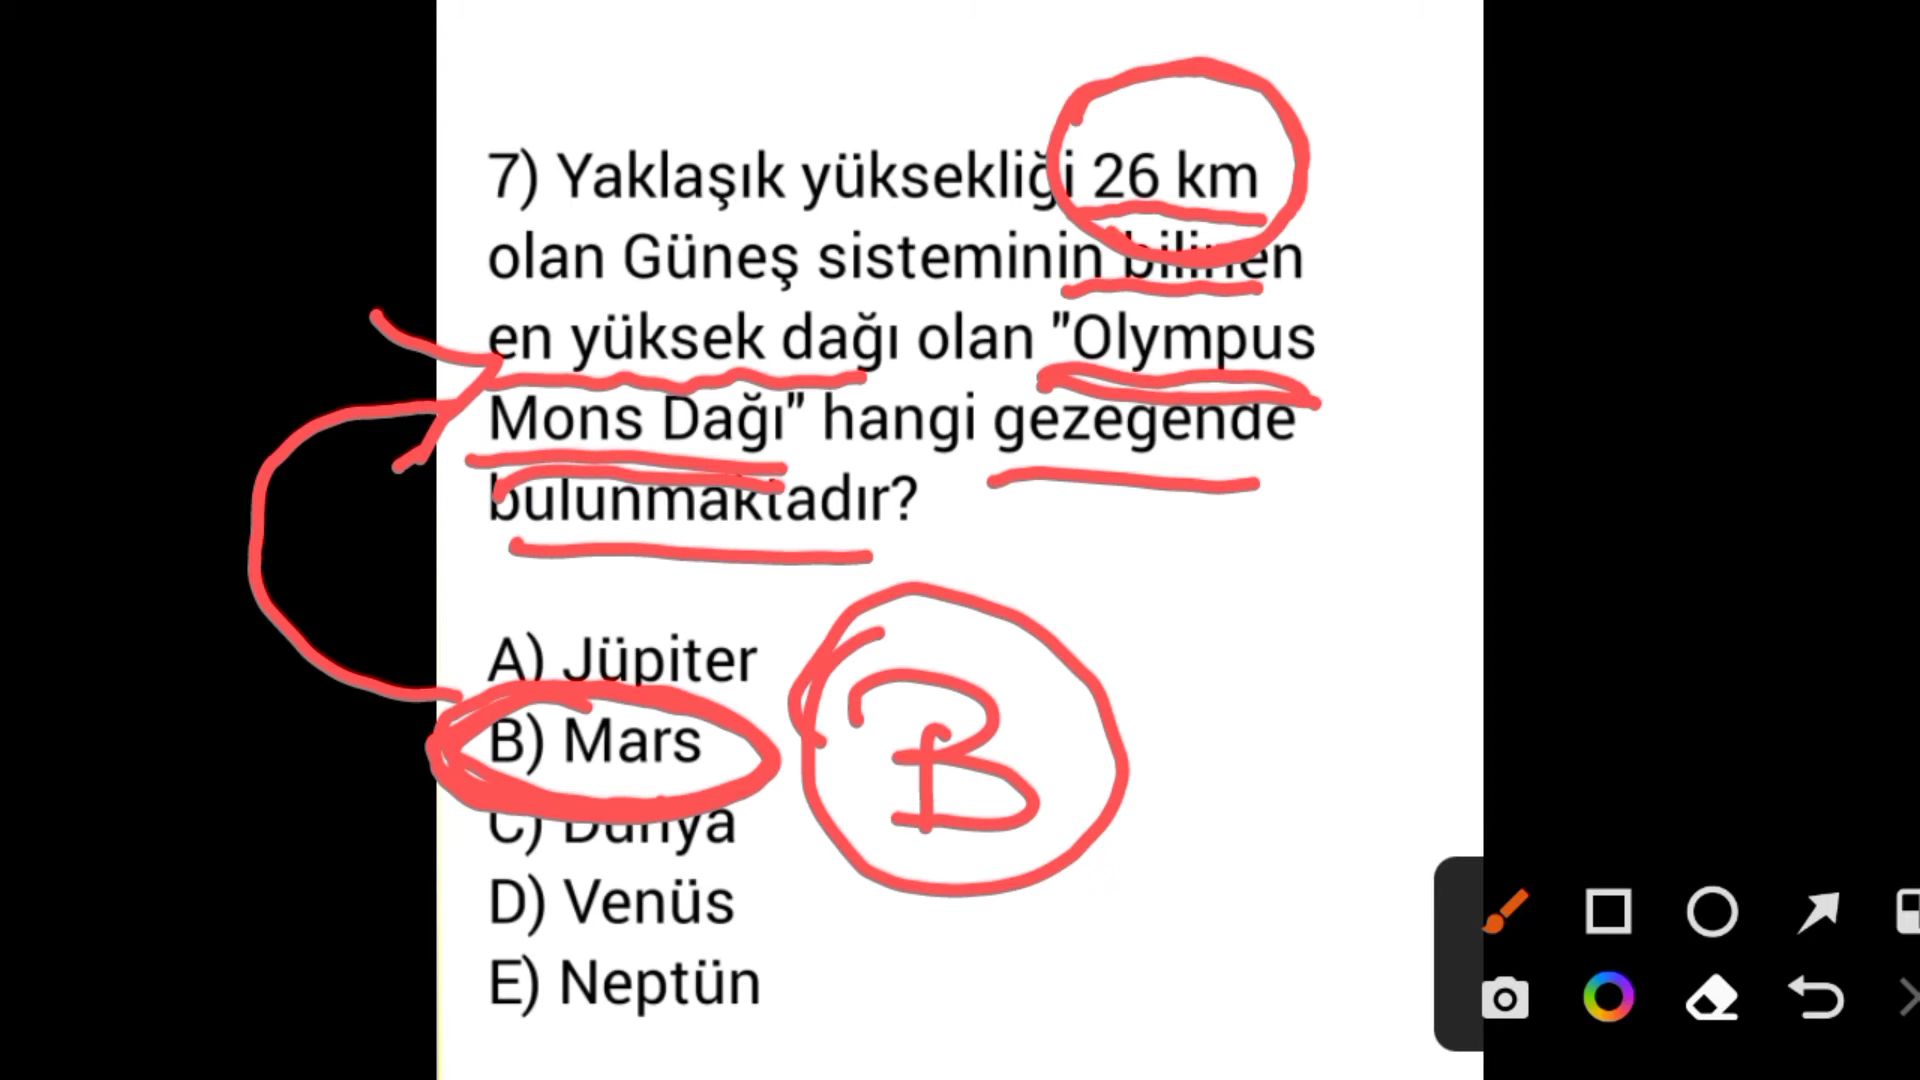 7) Yaklaşık yüksekliği 26 km
olan Güneş sisteminin bilinen
en yüksek dağı olan "Olympus
Mons Dağı" hangi gezegende
bulunmaktadır?
A) Jüpiter
B) Mars
B
C) Dünya
D) Venüs
E) Neptün